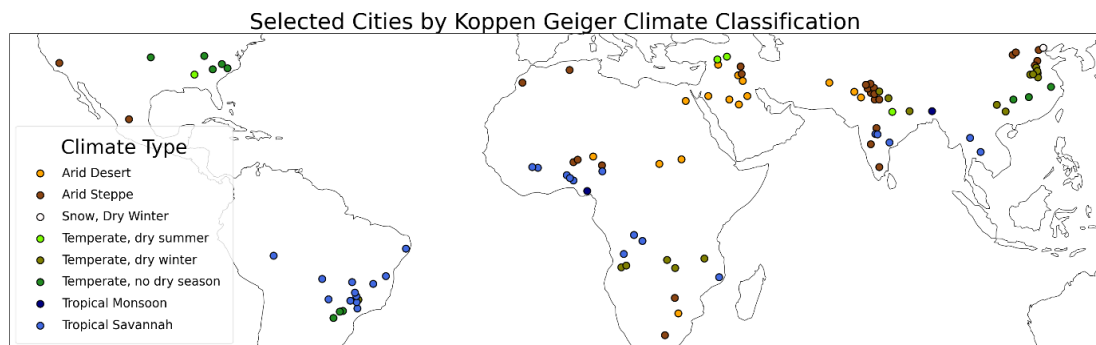 Selected Cities by Koppen Geiger Climate Classification
Climate Type
Arid Desert
Arid Steppe
Snow, Dry Winter
Temperate, dry summer
Temperate, dry winter
Temperate, no dry season
Tropical Monsoon
Tropical Savannah